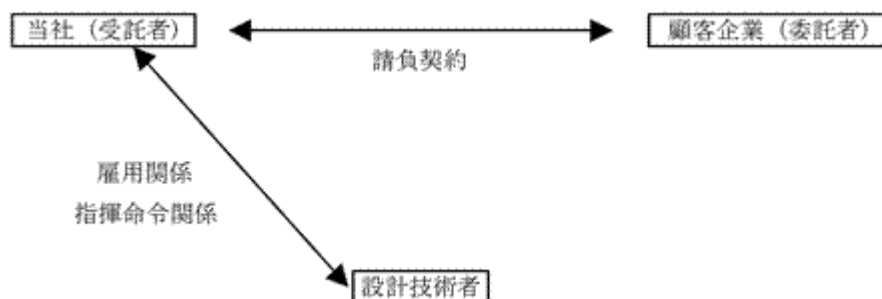 当社（受託者）
顧客企業（委託者）
請負契約
雇用関係
指揮命令関係
設計技術者